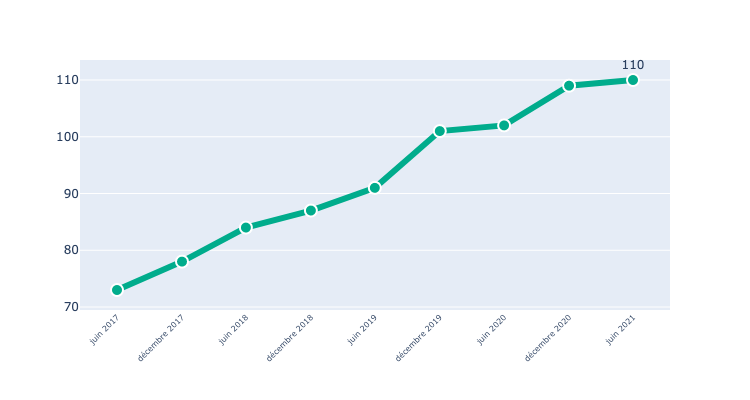 110
110
100
90
80
70
juin 2017
décembre 2017
juin 2018
décembre 2018
juin 2019
décembre 2019
juin 2020
décembre 2020
juin 2021